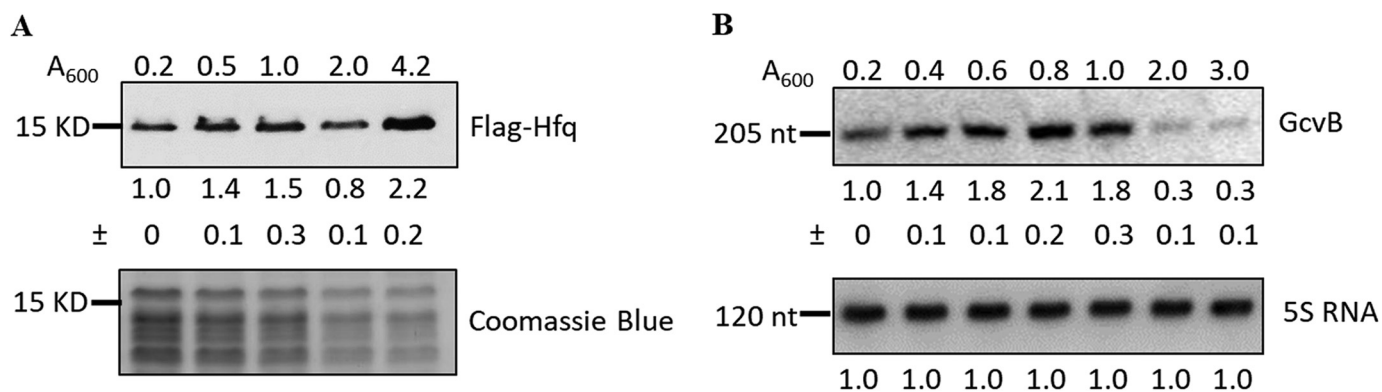 A
A600 0.2 0.5 1.0 2.0 4.2
15 KD Flag-Hfq
1.0 1.4 1.5 0.8 2.2
± 0 0.1 0.3 0.1 0.2
15 KD Coomassie Blue
B
A600 0.2 0.4 0.6 0.8 1.0 2.0 3.0
205 nt GcvB
1.0 1.4 1.8 2.1 1.8 0.3 0.3
± 0 0.1 0.1 0.2 0.3 0.1 0.1
120 nt 5S RNA
1.0 1.0 1.0 1.0 1.0 1.0 1.0